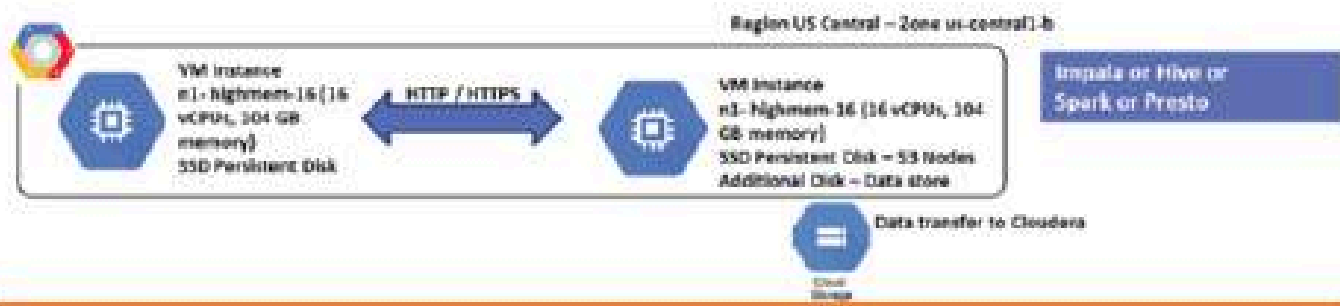 Region US Central – Zone us-central1-b
VM Instance
n1- highmem-16 (16
vCPUs, 104 GB
memory)
SSD Persistent Disk
HTTP / HTTPS
VM Instance
n1- highmem-16 (16 vCPUs, 104
GB memory)
SSD Persistent Disk – 53 Nodes
Additional Disk – Data store
Impala or Hive or
Spark or Presto
Data transfer to Cloudera
Cloud
Storage